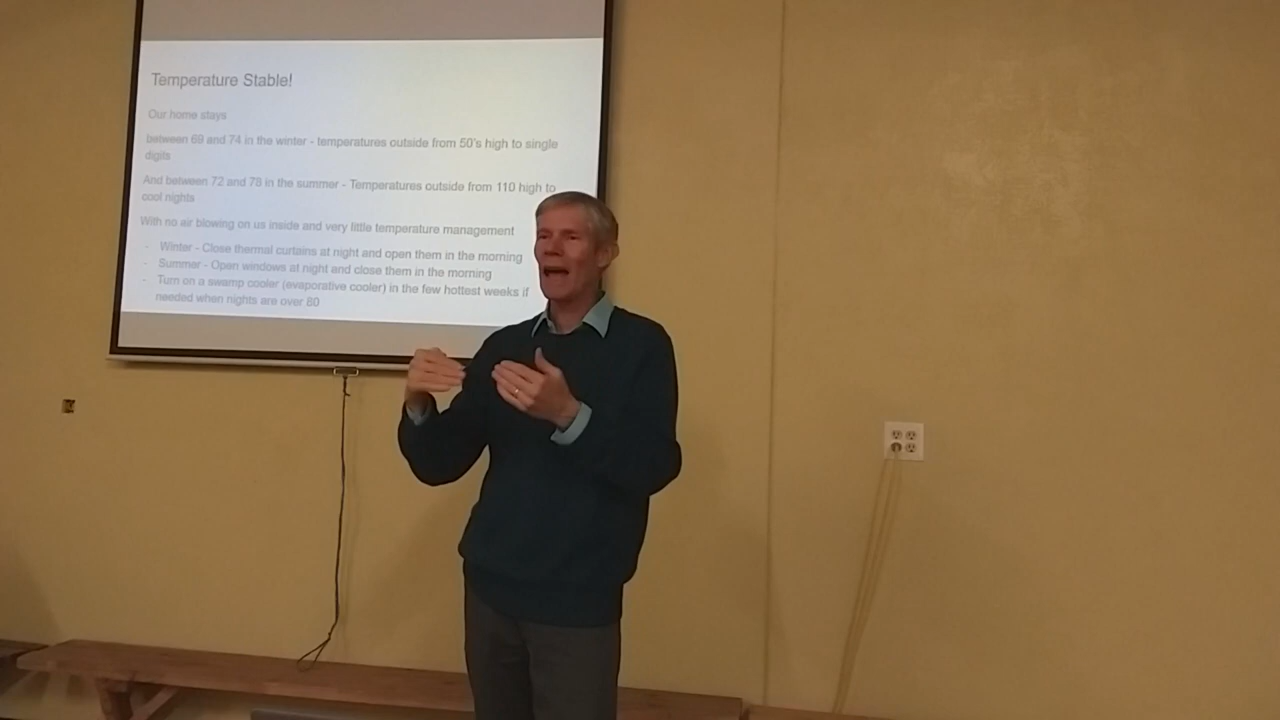 Temperature Stable!
Our home stays
between 69 and 74 in the winter - temperatures outside from 50's high to single
digits
And between 72 and 78 in the summer - Temperatures outside from 110 high to
cool nights
With no air blowing on us inside and very little temperature management
- Winter - Close thermal curtains at night and open them in the morning
- Summer - Open windows at night and close them in the morning
- Turn on a swamp cooler (evaporative cooler) in the few hottest weeks if
needed when nights are over 80